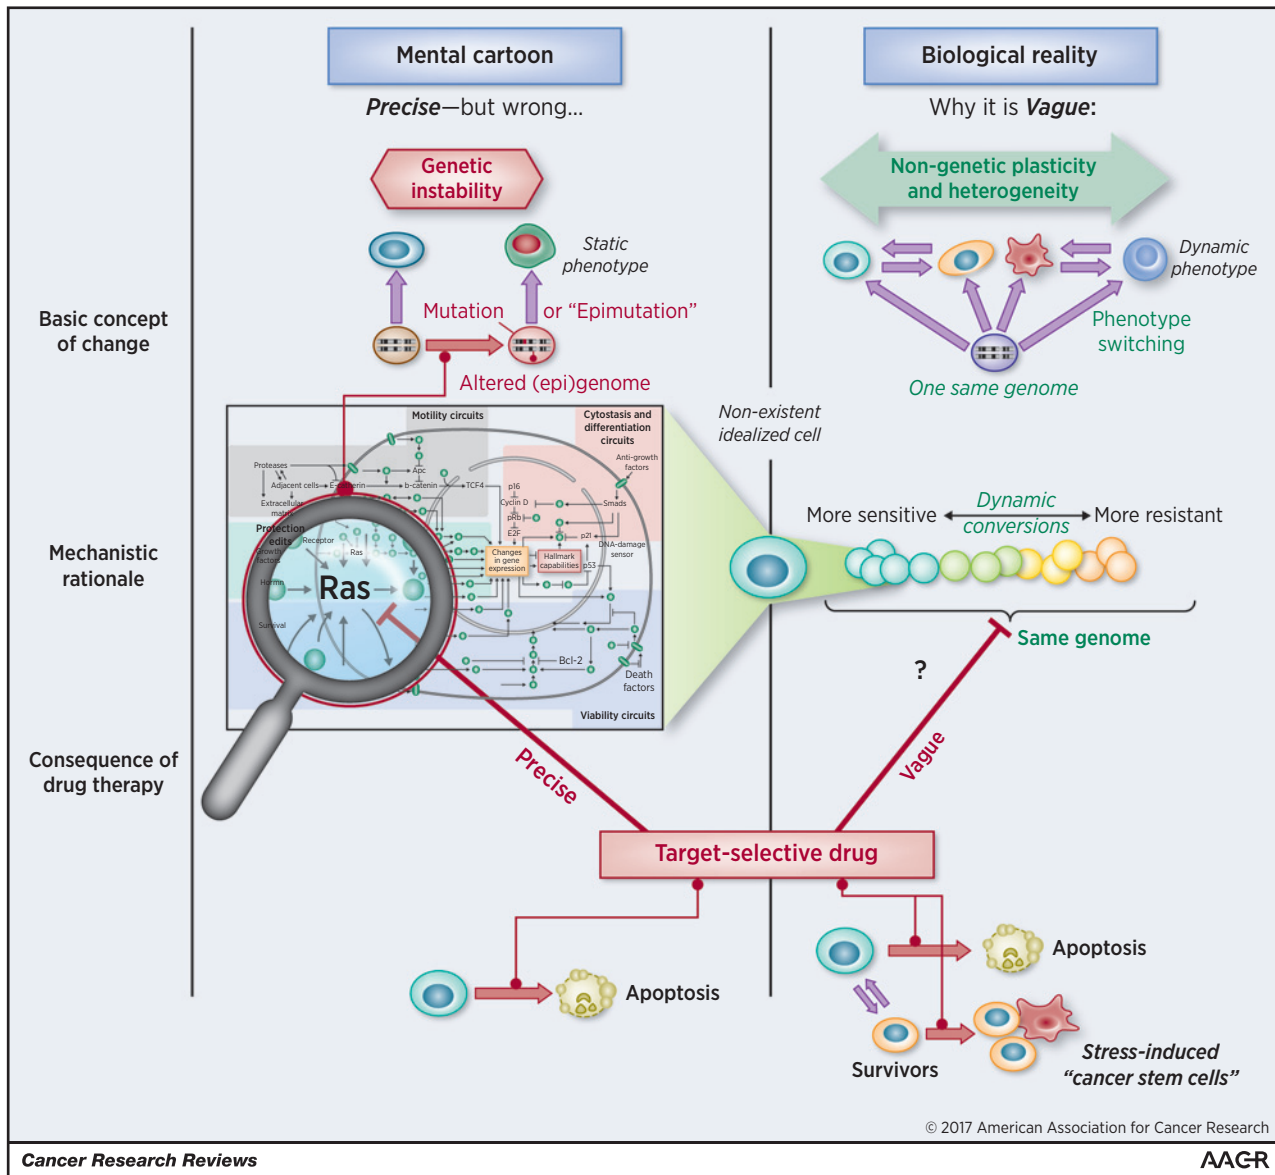 Mental cartoon
Biological reality
Precise—but wrong...
Why it is Vague:
Genetic
instability
Non-genetic plasticity
and heterogeneity
Static
phenotype
Dynamic
phenotype
Basic concept
of change
Mutation
or “Epimutation”
Phenotype
switching
Altered (epi)genome
One same genome
Motility circuits
Cytostasis and
differentiation
circuits
Non-existent
idealized cell
Anti-growth
factors
Proteases
Apc
Adjacent cells
E-cadherin
b-catenin
TCF4
p16
Extracellular
matrix
Cyclin D
Smads
pRb
E2F
p21
DNA-damage
sensor
Protection
edits
Growth
factors
Receptor
Ras
Changes
in gene
expression
Hallmark
capabilities
p53
Ras
Hormn
Survival
Bcl-2
Death
factors
Viability circuits
Mechanistic
rationale
More sensitive
Dynamic
conversions
More resistant
Same genome
?
Consequence of
drug therapy
Precise
Vague
Target-selective drug
Apoptosis
Apoptosis
Survivors
Stress-induced
“cancer stem cells”
© 2017 American Association for Cancer Research
Cancer Research Reviews
AACR